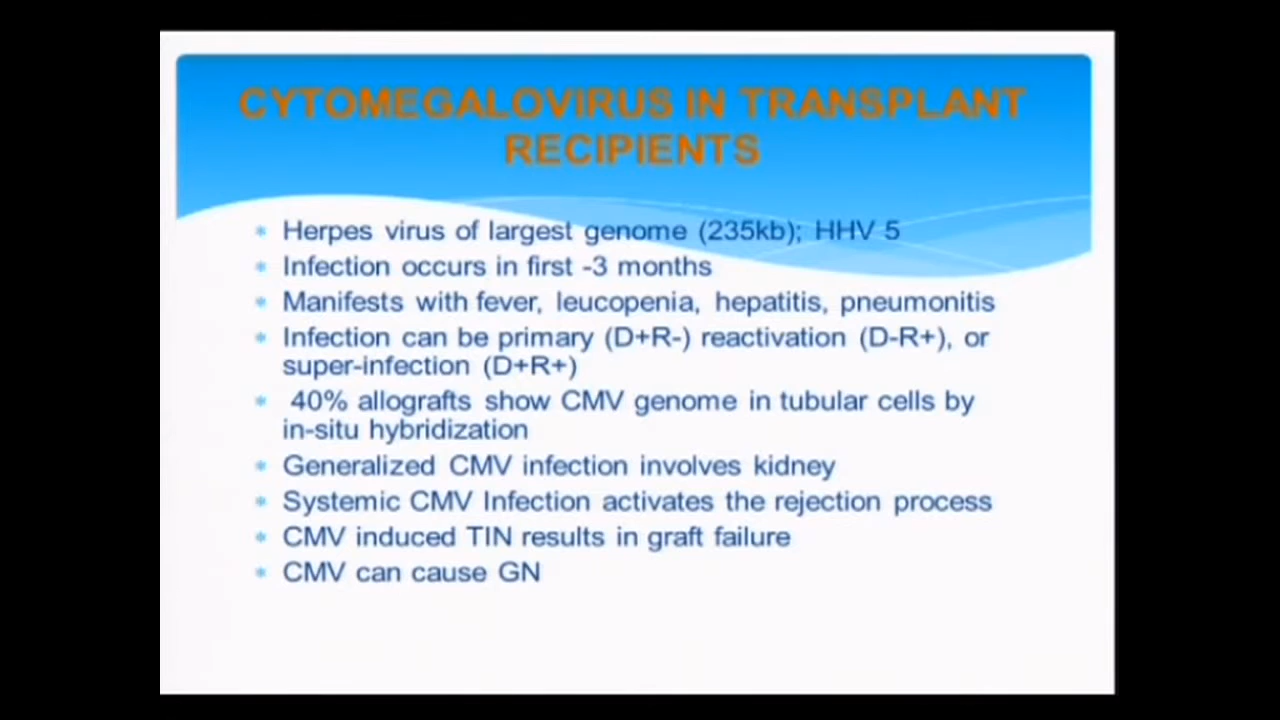 CYTOMEGALOVIRUS IN TRANSPLANT
RECIPIENTS
* Herpes virus of largest genome (235kb); HHV 5
* Infection occurs in first -3 months
* Manifests with fever, leucopenia, hepatitis, pneumonitis
* Infection can be primary (D+R-) reactivation (D-R+), or
super-infection (D+R+)
* 40% allografts show CMV genome in tubular cells by
in-situ hybridization
* Generalized CMV infection involves kidney
* Systemic CMV Infection activates the rejection process
* CMV induced TIN results in graft failure
* CMV can cause GN